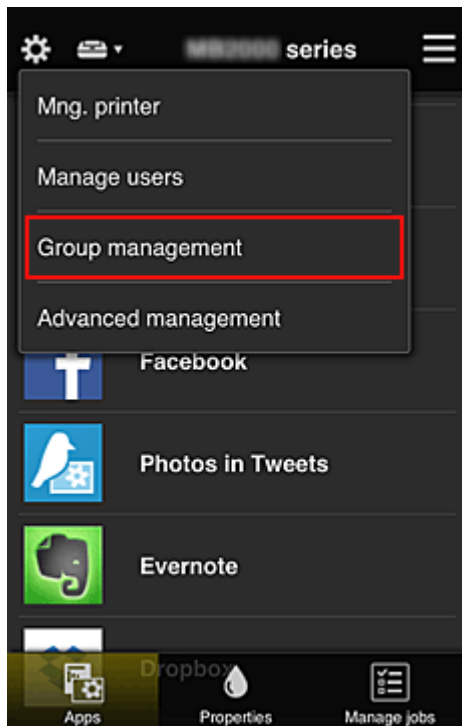 series
Mng. printer
Manage users
Group management
Advanced management
Facebook
Photos in Tweets
Evernote
Dropbox
Apps
Properties
Manage jobs